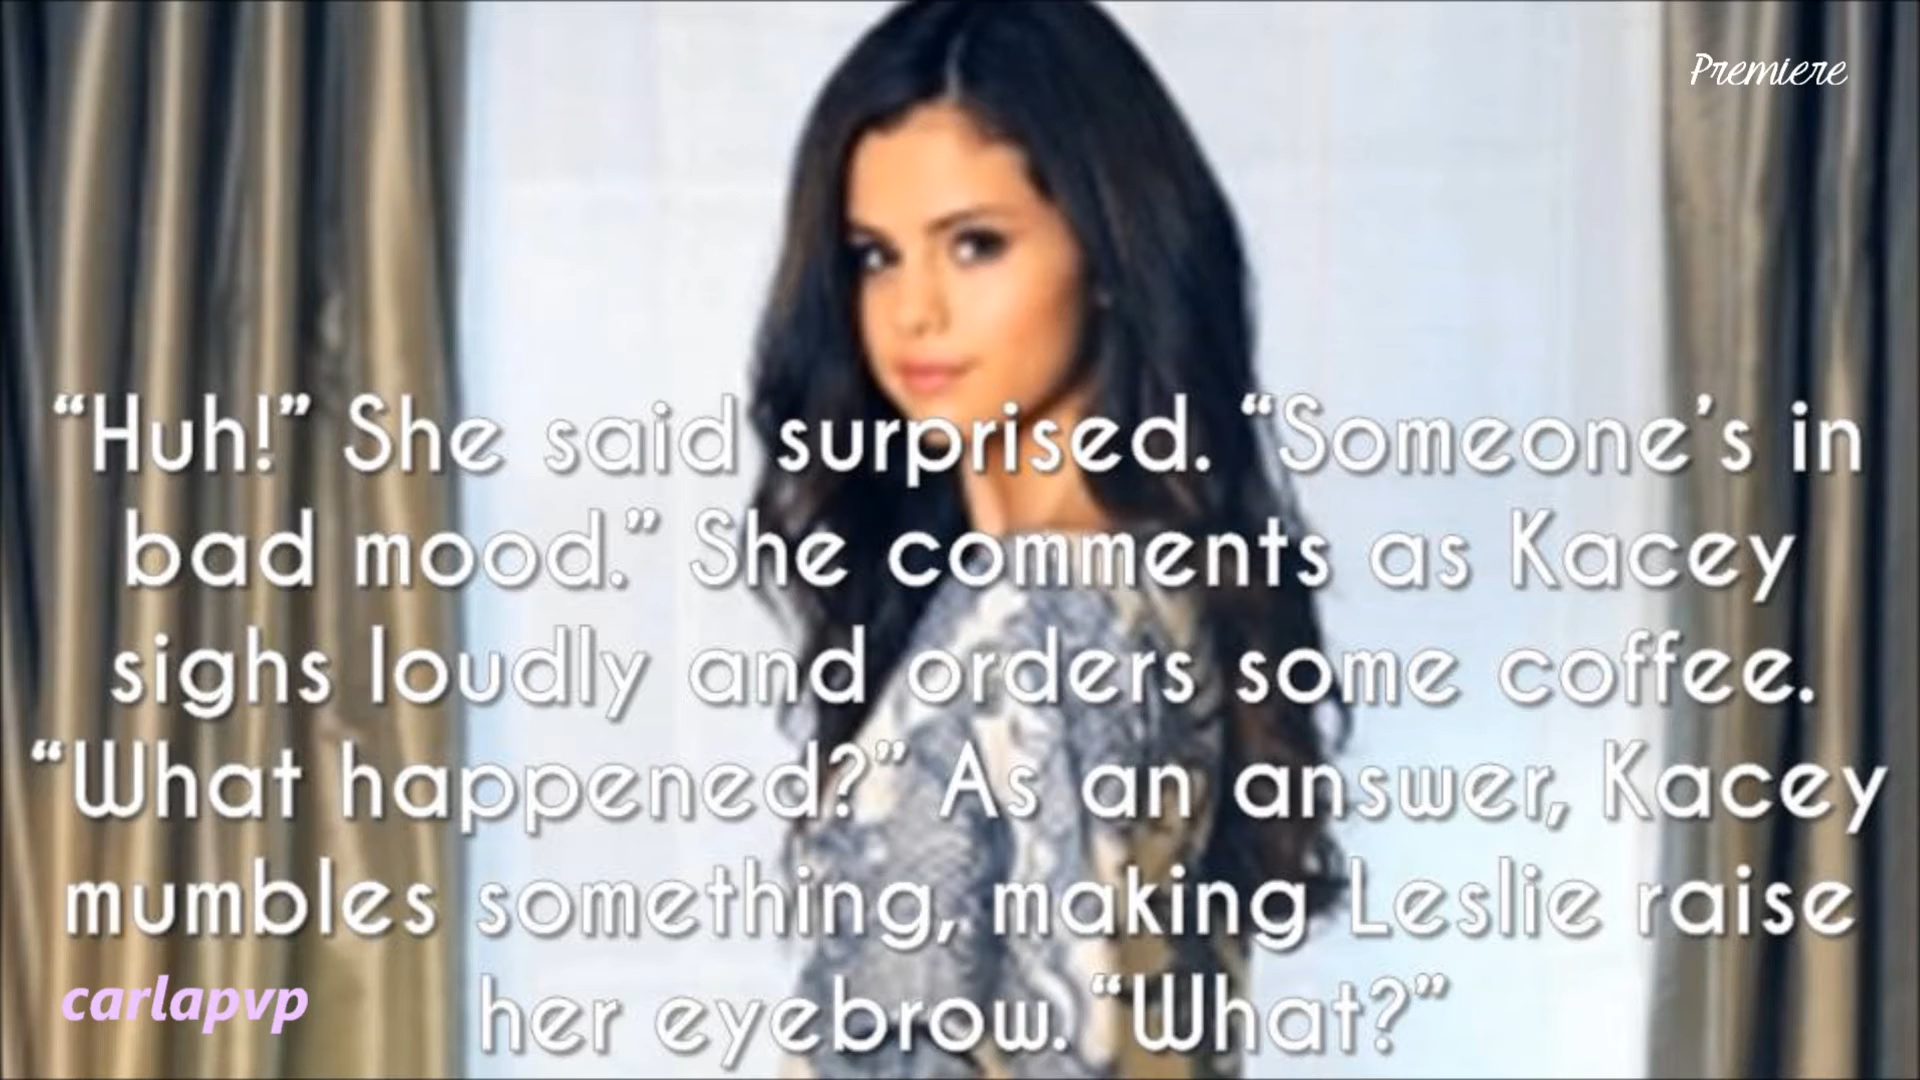 Premiere
“Huh!” She said surprised. “Someone’s in
bad mood.” She comments as Kacey
sighs loudly and orders some coffee.
“What happened?” As an answer, Kacey
mumbles something, making Leslie raise
her eyebrow. “What?”
carlapvp